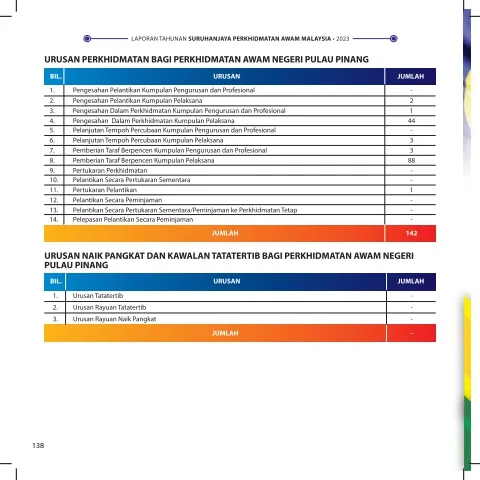 LAPORAN TAHUNAN SURUHANJAYA PERKHIDMATAN AWAM MALAYSIA • 2023
URUSAN PERKHIDMATAN BAGI PERKHIDMATAN AWAM NEGERI PULAU PINANG
BIL. URUSAN JUMLAH
1. Pengesahan Pelantikan Kumpulan Pengurusan dan Profesional -
2. Pengesahan Pelantikan Kumpulan Pelaksana 2
3. Pengesahan Dalam Perkhidmatan Kumpulan Pengurusan dan Profesional 1
4. Pengesahan Dalam Perkhidmatan Kumpulan Pelaksana 44
5. Pelanjutan Tempoh Percubaan Kumpulan Pengurusan dan Profesional -
6. Pelanjutan Tempoh Percubaan Kumpulan Pelaksana 3
7. Pemberian Taraf Berpencen Kumpulan Pengurusan dan Profesional 3
8. Pemberian Taraf Berpencen Kumpulan Pelaksana 88
9. Pertukaran Perkhidmatan -
10. Pelantikan Secara Pertukaran Sementara -
11. Pertukaran Pelantikan 1
12. Pelantikan Secara Peminjaman -
13. Pelantikan Secara Pertukaran Sementara/Peminjaman ke Perkhidmatan Tetap -
14. Pelepasan Pelantikan Secara Peminjaman -
JUMLAH 142
URUSAN NAIK PANGKAT DAN KAWALAN TATATERTIB BAGI PERKHIDMATAN AWAM NEGERI
PULAU PINANG
BIL. URUSAN JUMLAH
1. Urusan Tatatertib -
2. Urusan Rayuan Tatatertib -
3. Urusan Rayuan Naik Pangkat -
JUMLAH -
138